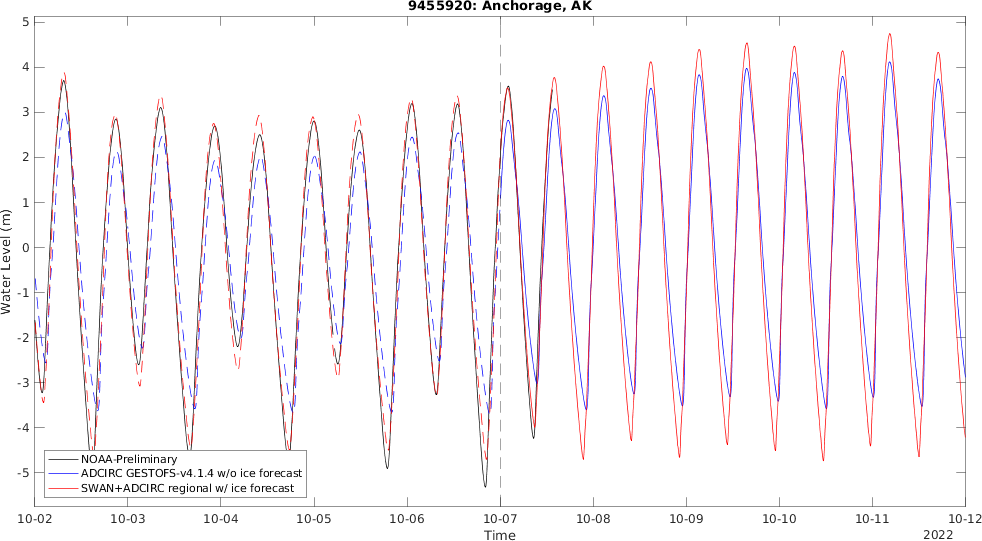 9455920: Anchorage, AK
Water Level (m)
5
4
3
2
1
0
-1
-2
-3
-4
-5
NOAA-Preliminary
ADCIRC GESTOFS-v4.1.4 w/o ice forecast
SWAN+ADCIRC regional w/ ice forecast
10-02 10-03 10-04 10-05 10-06 10-07 10-08 10-09 10-10 10-11 10-12
Time
2022